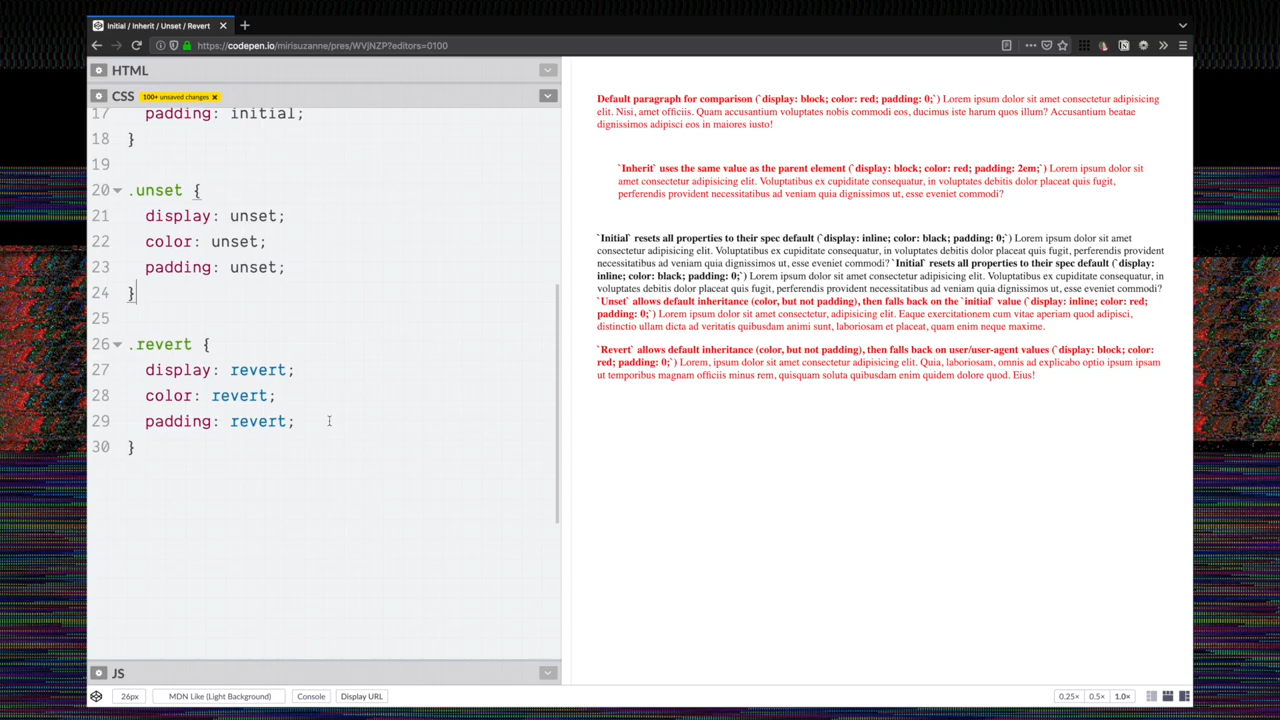 Initial / Inherit / Unset / Revert
https://codepen.io/mirisuzanne/pres/WVjNZP?editors=0100
HTML
CSS 100+ unsaved changes ×
17 padding: initial;
18 }
19
20 .unset {
21 display: unset;
22 color: unset;
23 padding: unset;
24 }
25
26 .revert {
27 display: revert;
28 color: revert;
29 padding: revert;
30 }
JS
26px MDN Like (Light Background) Console Display URL
Default paragraph for comparison (`display: block; color: red; padding: 0;`) Lorem ipsum dolor sit amet consectetur adipisicing
elit. Nisi, amet officiis. Quam accusantium voluptates nobis commodi eos, ducimus iste harum quos illum? Accusantium beatae
dignissimos adipisci eos in maiores iusto!
`Inherit` uses the same value as the parent element (`display: block; color: red; padding: 2em;`) Lorem ipsum dolor sit
amet consectetur adipisicing elit. Voluptatibus ex cupiditate consequatur, in voluptates debitis dolor placeat quis fugit,
perferendis provident necessitatibus ad veniam quia dignissimos ut, esse eveniet commodi?
`Initial` resets all properties to their spec default (`display: inline; color: black; padding: 0;`) Lorem ipsum dolor sit amet
consectetur adipisicing elit. Voluptatibus ex cupiditate consequatur, in voluptates debitis dolor placeat quis fugit, perferendis provident
necessitatibus ad veniam quia dignissimos ut, esse eveniet commodi? `Initial` resets all properties to their spec default (`display:
inline; color: black; padding: 0;`) Lorem ipsum dolor sit amet consectetur adipisicing elit. Voluptatibus ex cupiditate consequatur, in
voluptates debitis dolor placeat quis fugit, perferendis provident necessitatibus ad veniam quia dignissimos ut, esse eveniet commodi?
`Unset` allows default inheritance (color, but not padding), then falls back on the `initial` value (`display: inline; color: red;
padding: 0;`) Lorem ipsum dolor sit amet consectetur, adipisicing elit. Eaque exercitationem cum vitae aperiam quod adipisci,
distinctio ullam dicta ad veritatis quibusdam animi sunt, laboriosam et placeat, quam enim neque maxime.
`Revert` allows default inheritance (color, but not padding), then falls back on user/user-agent values (`display: block; color:
red; padding: 0;`) Lorem, ipsum dolor sit amet consectetur adipisicing elit. Quia, laboriosam, omnis ad explicabo optio ipsum ipsam
ut temporibus magnam officiis minus rem, quisquam soluta quibusdam enim quidem dolore quod. Eius!
0.25× 0.5× 1.0×